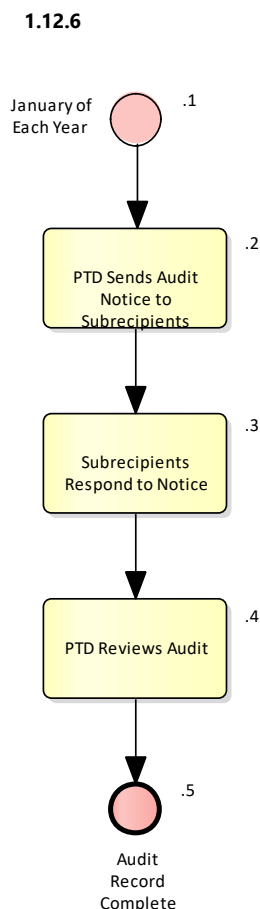 1.12.6
January of
Each Year
.1
.2
PTD Sends Audit
Notice to
Subrecipients
.3
Subrecipients
Respond to Notice
.4
PTD Reviews Audit
.5
Audit
Record
Complete